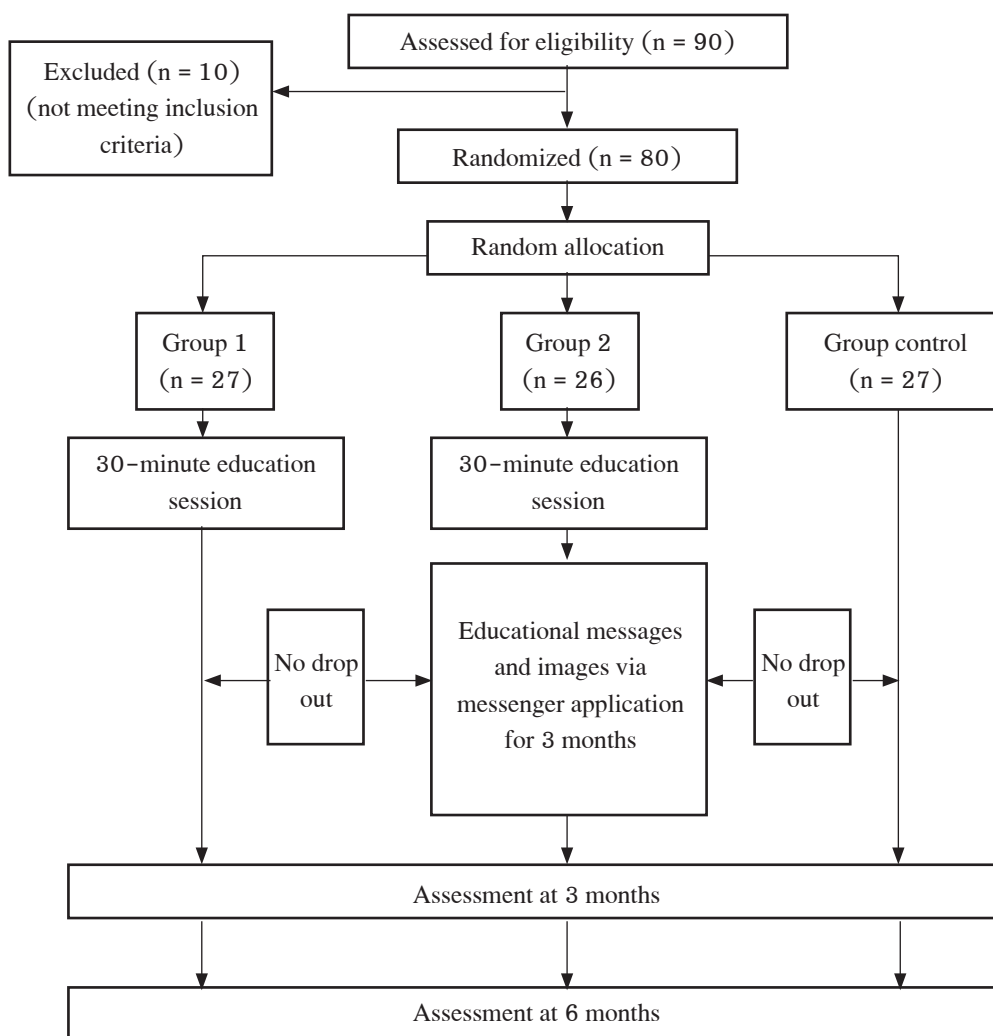 Assessed for eligibility (n = 90)
Excluded (n = 10)
(not meeting inclusion
criteria)
Randomized (n = 80)
Random allocation
Group 1
(n = 27)
Group 2
(n = 26)
Group control
(n = 27)
30-minute education
session
30-minute education
session
No drop
out
Educational messages
and images via
messenger application
for 3 months
No drop
out
Assessment at 3 months
Assessment at 6 months